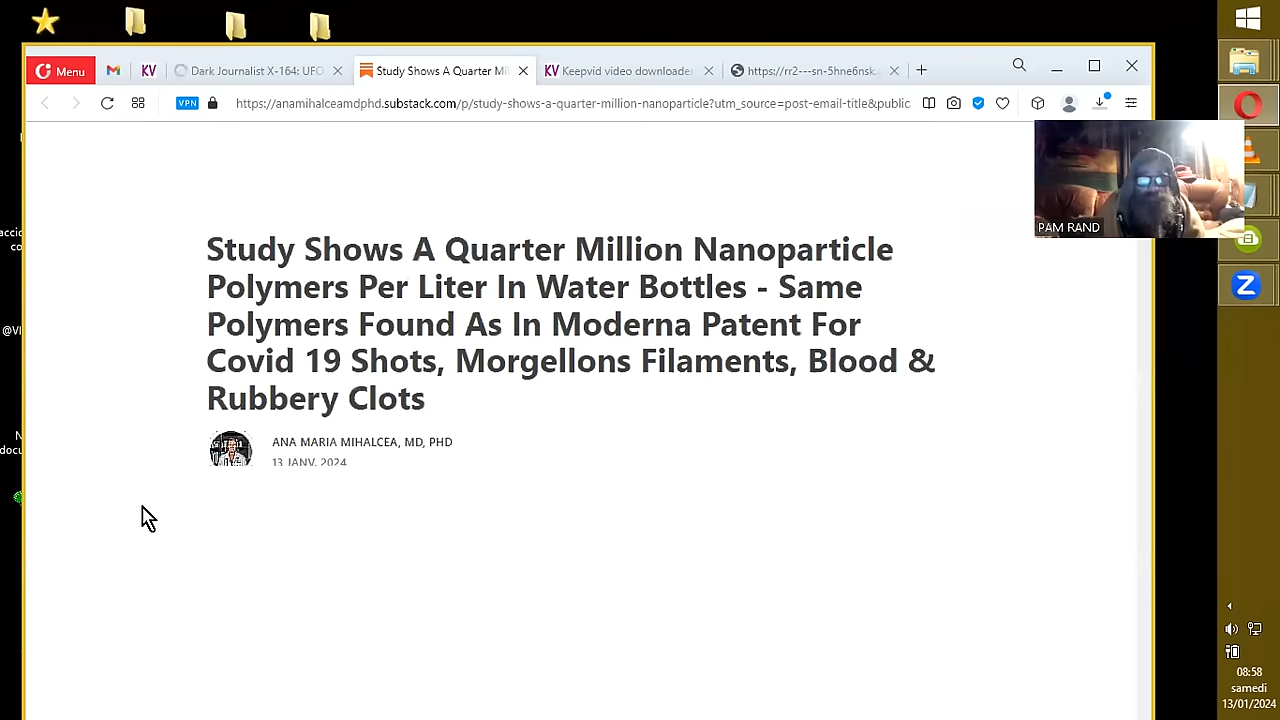 Menu
KV
Dark Journalist X-164: UFO
Study Shows A Quarter Mil
KV Keepvid video downloader
https://rr2---sn-5hne6nsk.
VPN
https://anamihalceamdphd.substack.com/p/study-shows-a-quarter-million-nanoparticle?utm_source=post-email-title&public
PAM RAND
Study Shows A Quarter Million Nanoparticle
Polymers Per Liter In Water Bottles - Same
Polymers Found As In Moderna Patent For
Covid 19 Shots, Morgellons Filaments, Blood &
Rubbery Clots
ANA MARIA MIHALCEA, MD, PHD
13 JANV. 2024
08:58
samedi
13/01/2024